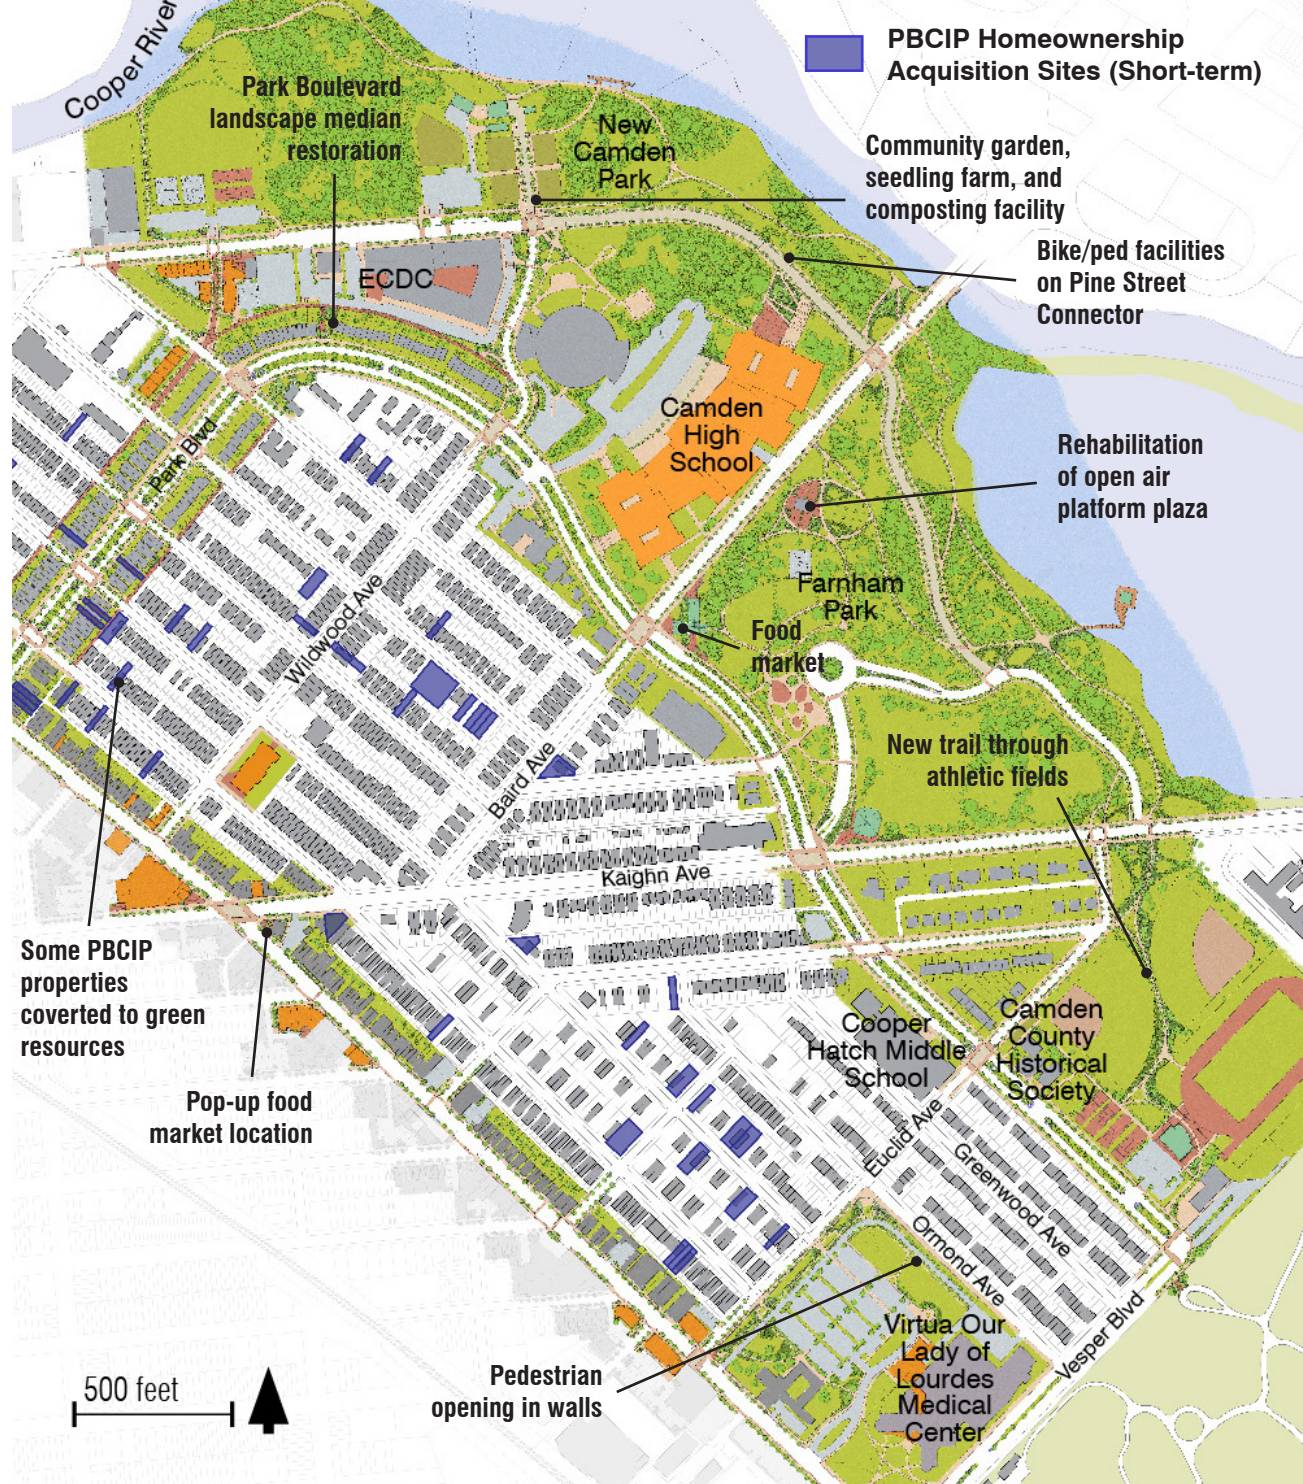 Cooper River
PBCIP Homeownership
Acquisition Sites (Short-term)
Park Boulevard
landscape median
restoration
New
Camden
Park
Community garden,
seedling farm, and
composting facility
Bike/ped facilities
on Pine Street
Connector
ECDC
Camden
High
School
Park Blvd
Rehabilitation
of open air
platform plaza
Farnham
Park
Wildwood Ave
Food
market
Baird Ave
New trail through
athletic fields
Kaighn Ave
Some PBCIP
properties
coverted to green
resources
Pop-up food
market location
Cooper
Hatch Middle
School
Camden
County
Historical
Society
Euclid Ave
Greenwood Ave
Ormond Ave
Vesper Blvd
Virtua Our
Lady of
Lourdes
Medical
Center
Pedestrian
opening in walls
500 feet